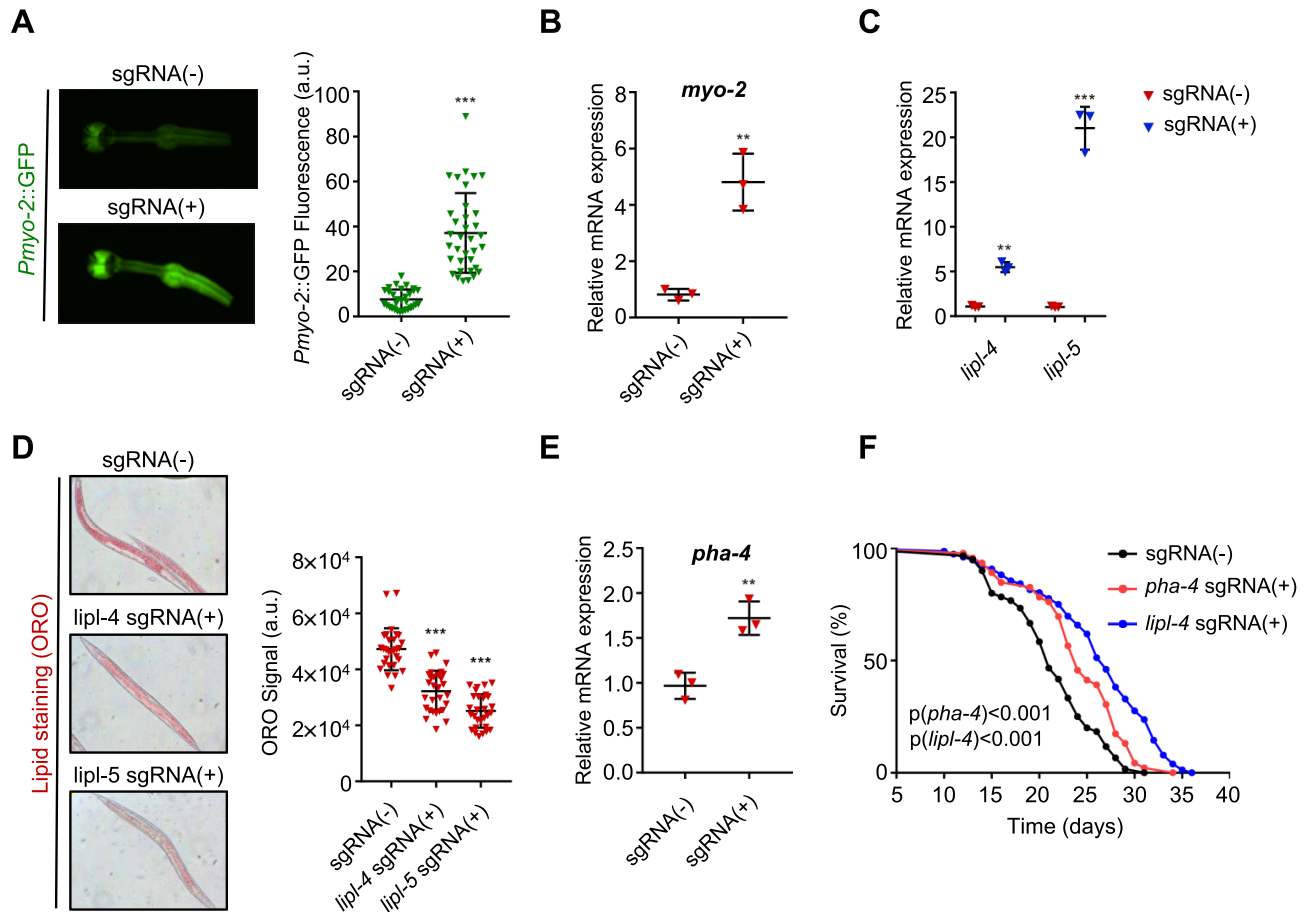 A
sgRNA(-)
sgRNA(+)
Pmyo-2::GFP
Pmyo-2::GFP Fluorescence (a.u.)
100
80
60
40
20
0
***
sgRNA(-)
sgRNA(+)
B
myo-2
Relative mRNA expression
8
6
4
2
0
**
sgRNA(-)
sgRNA(+)
C
Relative mRNA expression
25
20
15
10
5
0
**
***
lipl-4
lipl-5
sgRNA(-)
sgRNA(+)
D
Lipid staining (ORO)
sgRNA(-)
lipl-4 sgRNA(+)
lipl-5 sgRNA(+)
ORO Signal (a.u.)
8×10⁴
6×10⁴
4×10⁴
2×10⁴
0
***
***
sgRNA(-)
lipl-4 sgRNA(+)
lipl-5 sgRNA(+)
E
pha-4
Relative mRNA expression
2.5
2.0
1.5
1.0
0.5
0.0
**
sgRNA(-)
sgRNA(+)
F
Survival (%)
100
50
0
p(pha-4)<0.001
p(lipl-4)<0.001
5 10 15 20 25 30 35 40
Time (days)
sgRNA(-)
pha-4 sgRNA(+)
lipl-4 sgRNA(+)